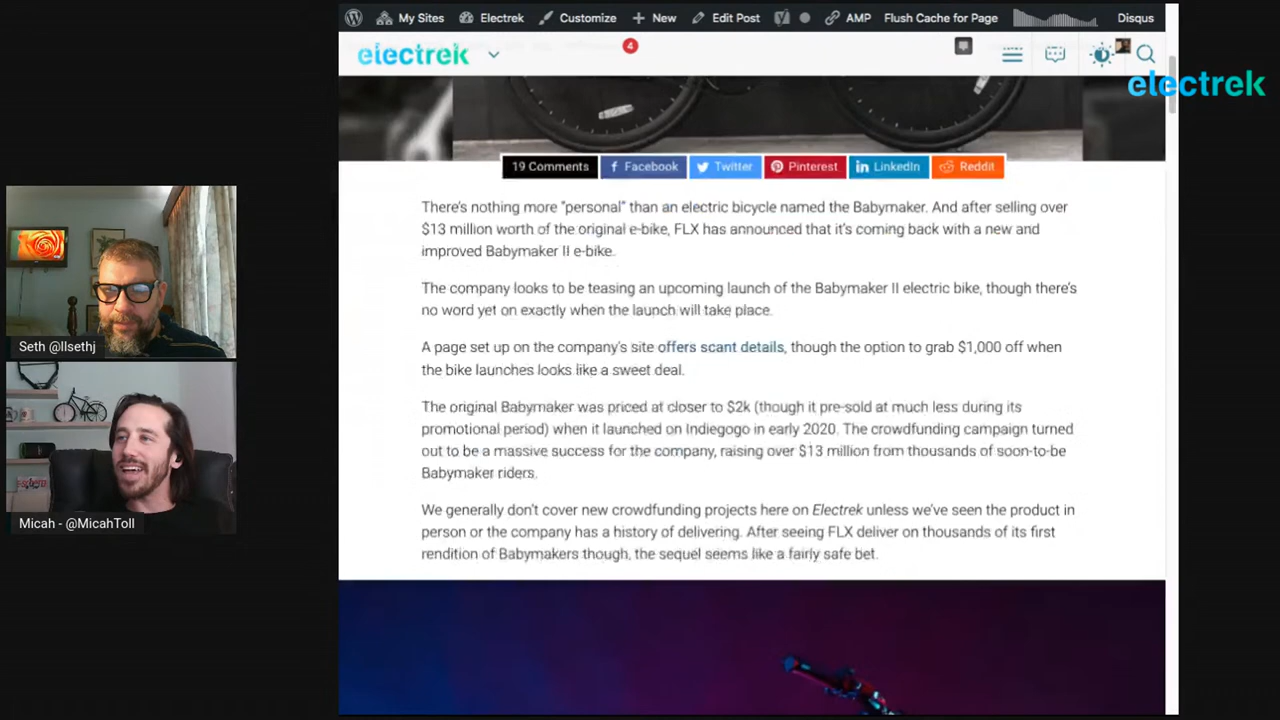 My Sites Electrek Customize New Edit Post AMP Flush Cache for Page Disqus
electrek
4
electrek
19 Comments Facebook Twitter Pinterest LinkedIn Reddit
There's nothing more "personal" than an electric bicycle named the Babymaker. And after selling over
$13 million worth of the original e-bike, FLX has announced that it's coming back with a new and
improved Babymaker II e-bike.
The company looks to be teasing an upcoming launch of the Babymaker II electric bike, though there's
no word yet on exactly when the launch will take place.
A page set up on the company's site offers scant details, though the option to grab $1,000 off when
the bike launches looks like a sweet deal.
The original Babymaker was priced at closer to $2k (though it pre-sold at much less during its
promotional period) when it launched on Indiegogo in early 2020. The crowdfunding campaign turned
out to be a massive success for the company, raising over $13 million from thousands of soon-to-be
Babymaker riders.
We generally don't cover new crowdfunding projects here on Electrek unless we've seen the product in
person or the company has a history of delivering. After seeing FLX deliver on thousands of its first
rendition of Babymakers though, the sequel seems like a fairly safe bet.
Seth @llsethj
Micah - @MicahToll